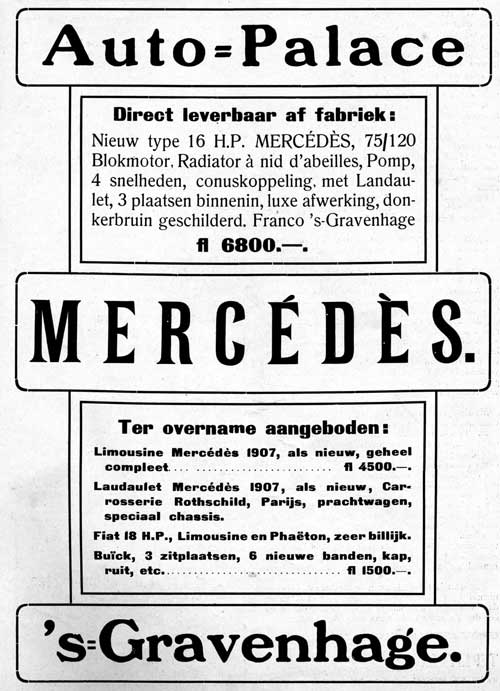 Auto=Palace
Direct leverbaar af fabriek:
Nieuw type 16 H.P. MERCÉDÈS, 75/120
Blokmotor, Radiator à nid d'abeilles, Pomp,
4 snelheden, conuskoppeling, met Landau-
let, 3 plaatsen binnenin, luxe afwerking, don-
kerbruin geschilderd. Franco 's-Gravenhage
fl 6800.—.
MERCÉDÈS.
Ter overname aangeboden:
Limousine Mercédès 1907, als nieuw, geheel
compleet.... fl 4500.—.
Laudaulet Mercédès 1907, als nieuw, Car-
rosserie Rothschild, Parijs, prachtwagen,
speciaal chassis.
Fiat 18 H.P., Limousine en Phaëton, zeer billijk.
Buïck, 3 zitplaatsen, 6 nieuwe banden, kap,
ruit, etc.... fl 1500.—.
's=Gravenhage.